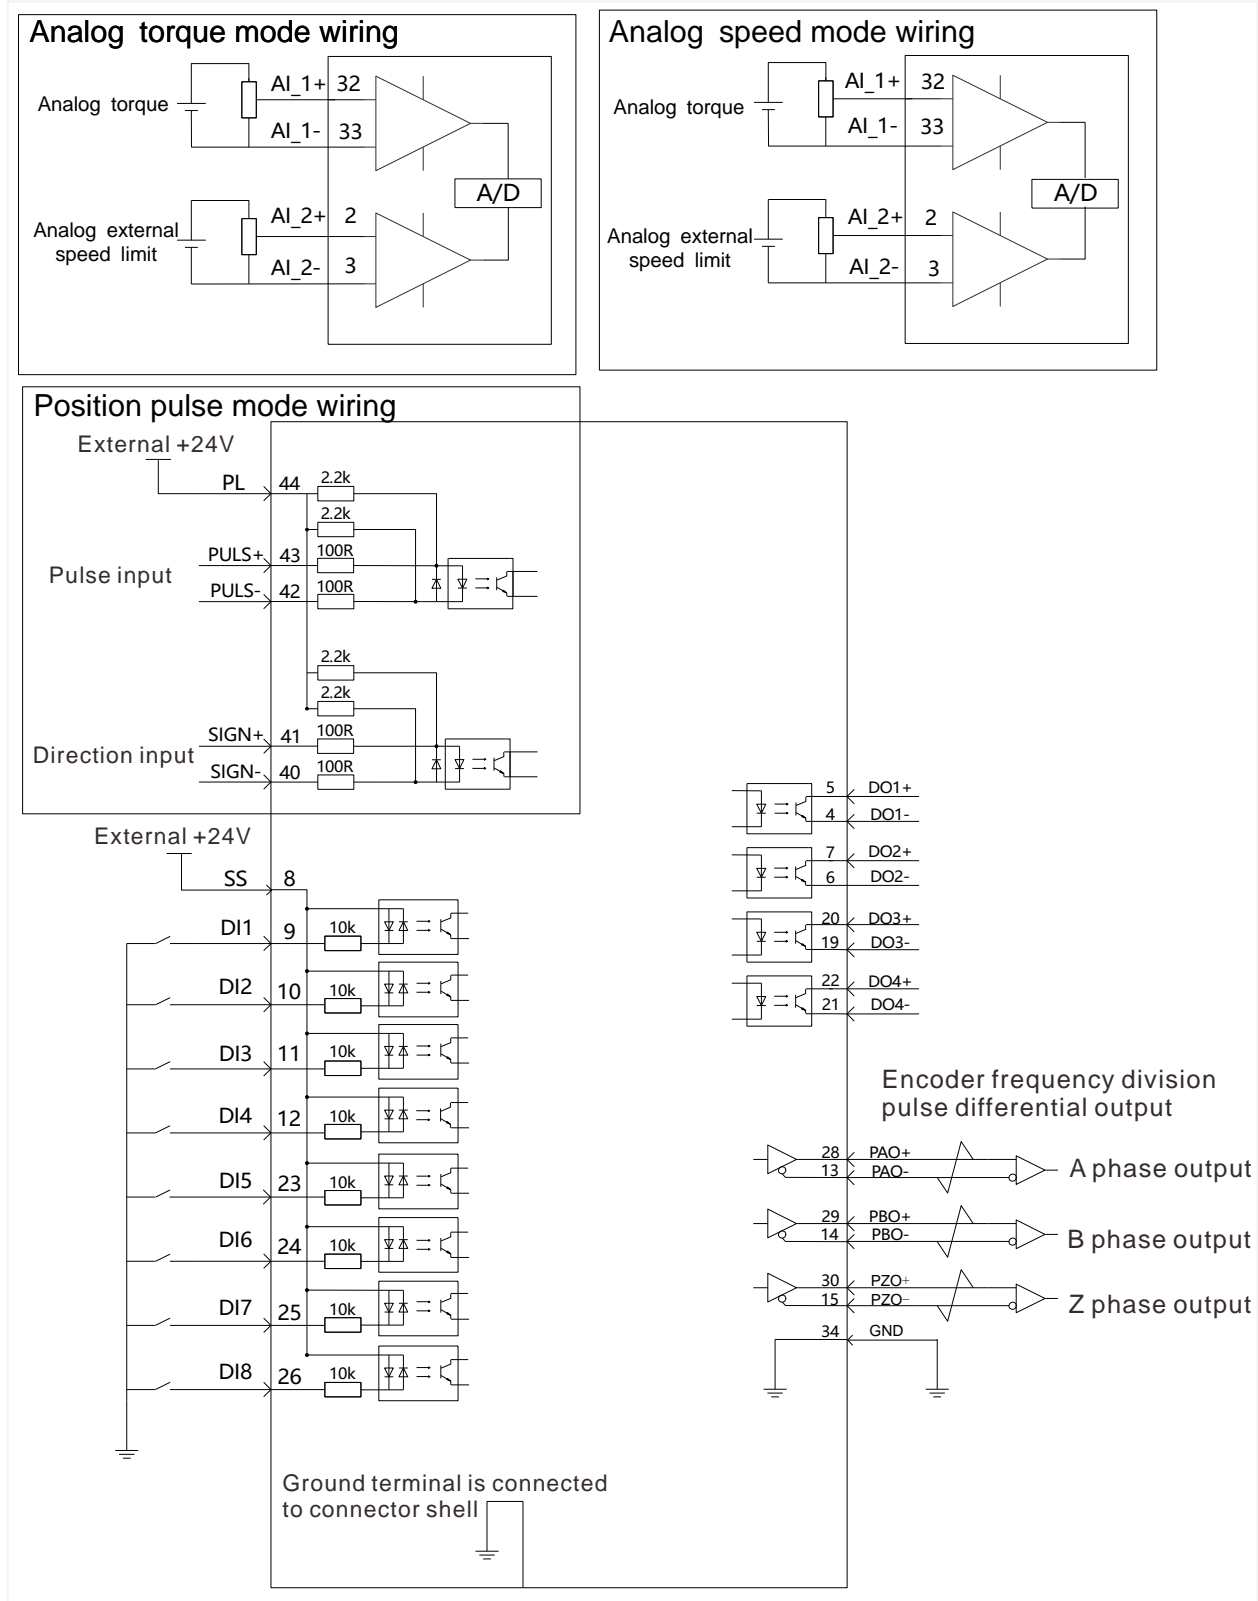 Analog torque mode wiring
AI_1+ 32
Analog torque
AI_1- 33
A/D
AI_2+ 2
Analog external
speed limit
AI_2- 3
Analog speed mode wiring
AI_1+ 32
Analog torque
AI_1- 33
A/D
AI_2+ 2
Analog external
speed limit
AI_2- 3
Position pulse mode wiring
External +24V
PL 44 2.2k
2.2k
PULS+ 43 100R
Pulse input
PULS- 42 100R
2.2k
2.2k
SIGN+ 41 100R
Direction input
SIGN- 40 100R
External +24V
SS 8
DI1 9 10k
DI2 10 10k
DI3 11 10k
DI4 12 10k
DI5 23 10k
DI6 24 10k
DI7 25 10k
DI8 26 10k
5 DO1+
4 DO1-
7 DO2+
6 DO2-
20 DO3+
19 DO3-
22 DO4+
21 DO4-
Encoder frequency division
pulse differential output
28 PAO+
13 PAO-
A phase output
29 PBO+
14 PBO-
B phase output
30 PZO+
15 PZO-
Z phase output
34 GND
Ground terminal is connected
to connector shell